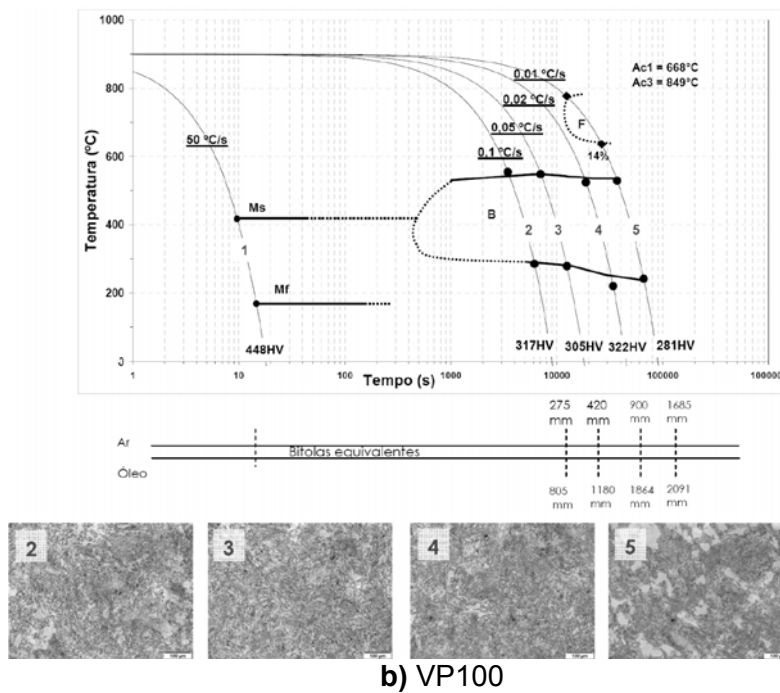 1000
800
600
400
200
0
Temperatura (ºC)
1
10
100
1000
10000
100000
Tempo (s)
Ac1 = 668°C
Ac3 = 849°C
0.01 ºC/s
0.02 ºC/s
0,05 ºC/s
0,1 ºC/s
50 ºC/s
F
14%
Ms
B
1
2
3
4
5
Mf
448HV
317HV
305HV
322HV
281HV
275 mm
420 mm
900 mm
1685 mm
Ar
Bitolas equivalentes
Óleo
805 mm
1180 mm
1864 mm
2091 mm
2
3
4
5
b) VP100